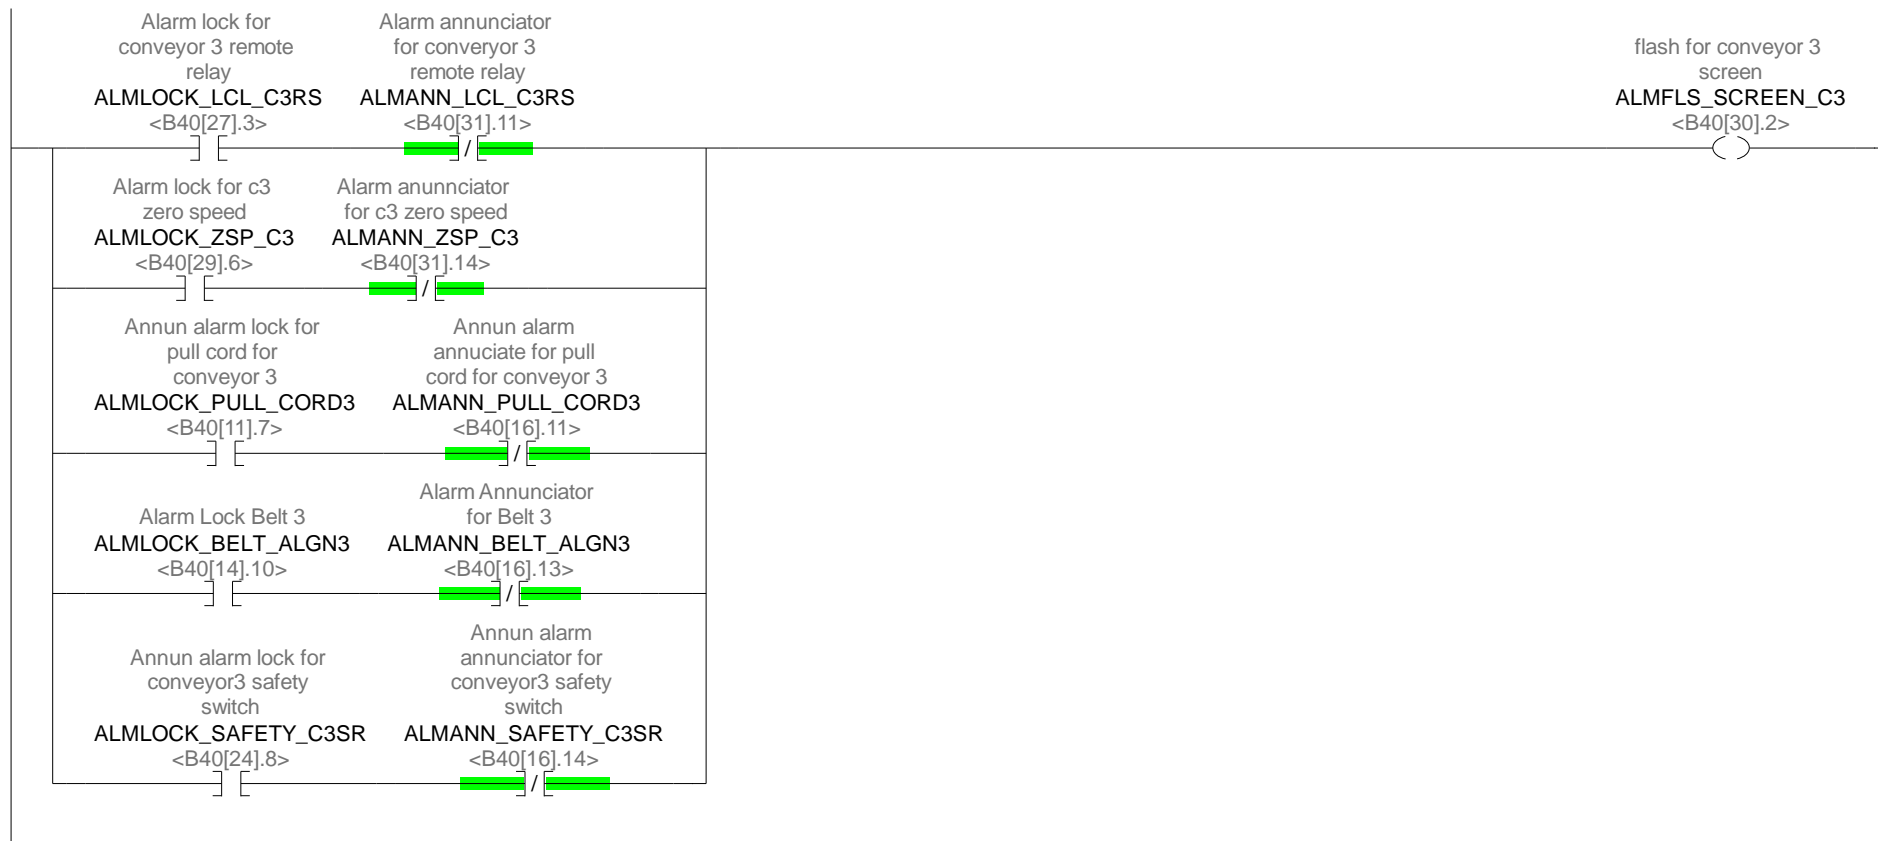 Alarm lock for
conveyor 3 remote
relay
ALMLOCK_LCL_C3RS
<B40[27].3>
Alarm annunciator
for converyor 3
remote relay
ALMANN_LCL_C3RS
<B40[31].11>
flash for conveyor 3
screen
ALMFLS_SCREEN_C3
<B40[30].2>
Alarm lock for c3
zero speed
ALMLOCK_ZSP_C3
<B40[29].6>
Alarm anunnciator
for c3 zero speed
ALMANN_ZSP_C3
<B40[31].14>
Annun alarm lock for
pull cord for
conveyor 3
ALMLOCK_PULL_CORD3
<B40[11].7>
Annun alarm
annuciate for pull
cord for conveyor 3
ALMANN_PULL_CORD3
<B40[16].11>
Alarm Lock Belt 3
ALMLOCK_BELT_ALGN3
<B40[14].10>
Alarm Annunciator
for Belt 3
ALMANN_BELT_ALGN3
<B40[16].13>
Annun alarm lock for
conveyor3 safety
switch
ALMLOCK_SAFETY_C3SR
<B40[24].8>
Annun alarm
annunciator for
conveyor3 safety
switch
ALMANN_SAFETY_C3SR
<B40[16].14>